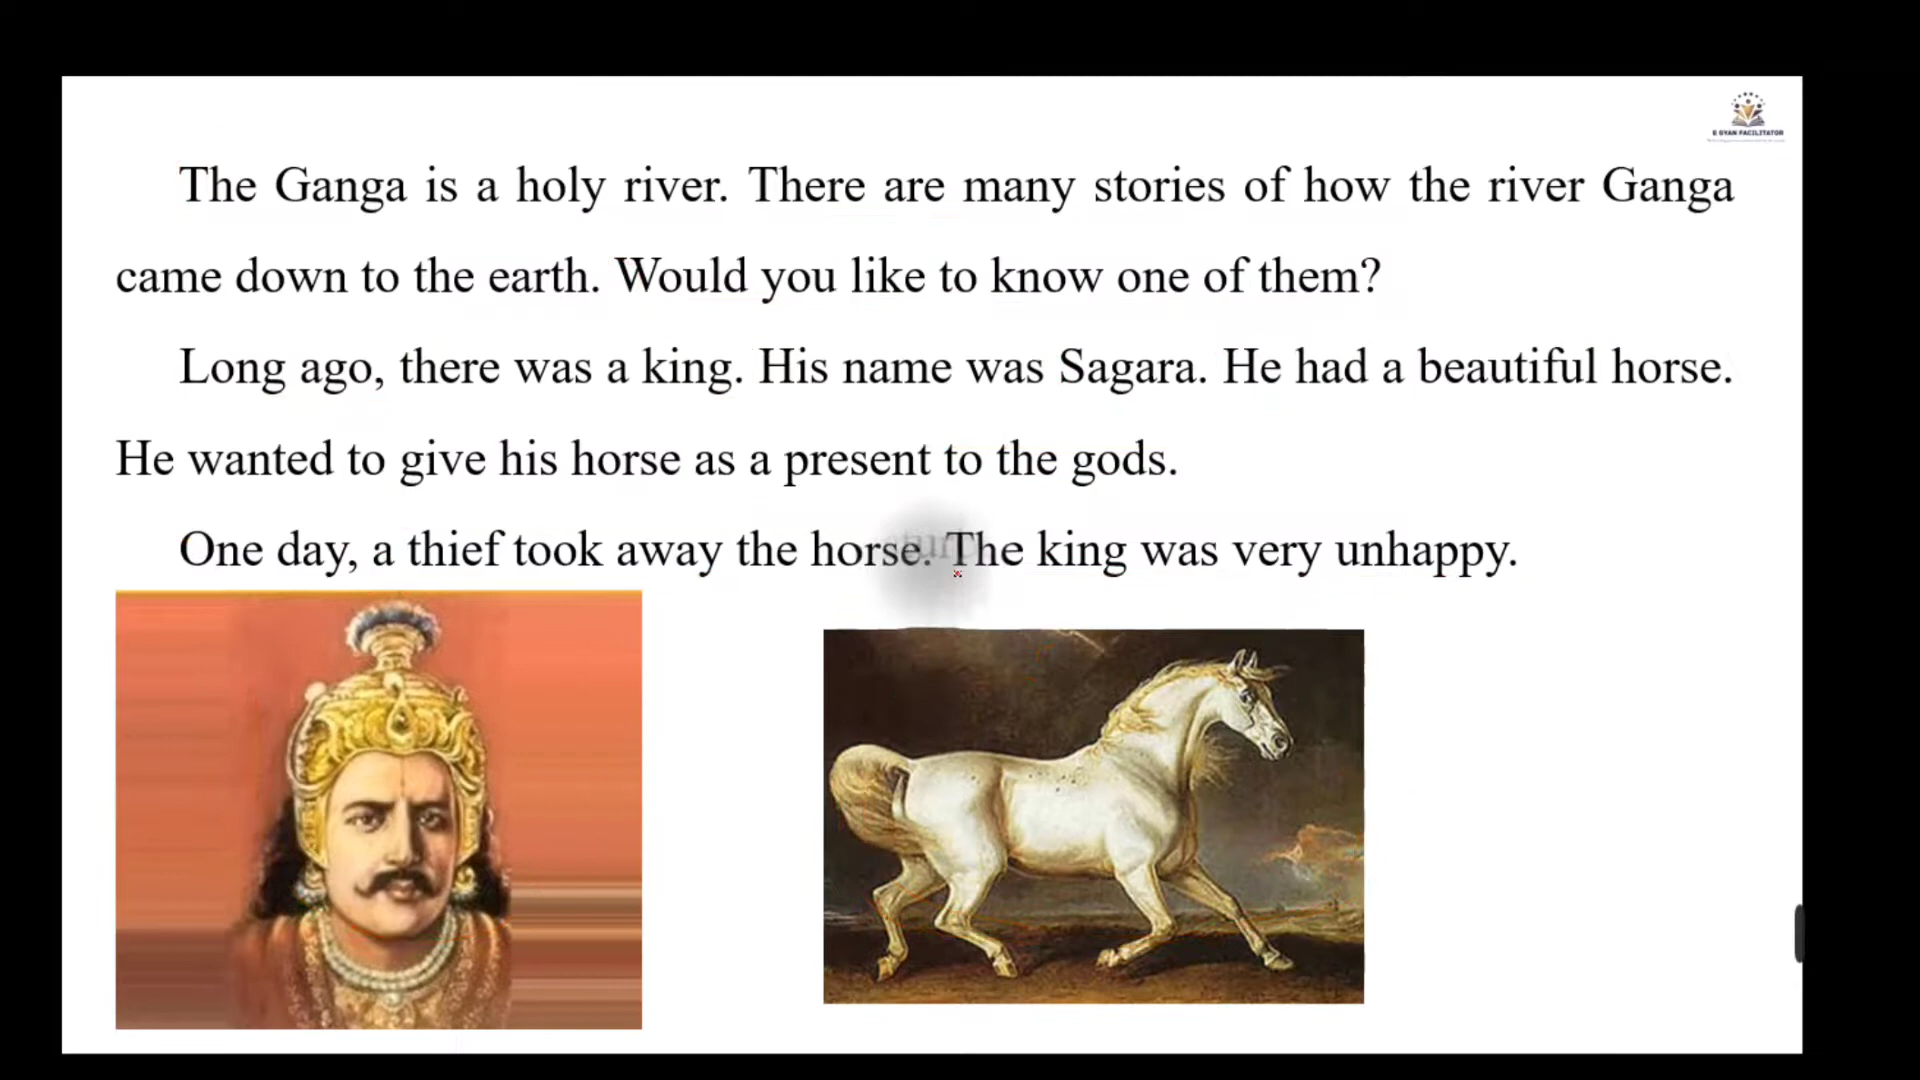 E GYAN FACILITATOR
The Ganga is a holy river. There are many stories of how the river Ganga
came down to the earth. Would you like to know one of them?
Long ago, there was a king. His name was Sagara. He had a beautiful horse.
He wanted to give his horse as a present to the gods.
One day, a thief took away the horse. The king was very unhappy.